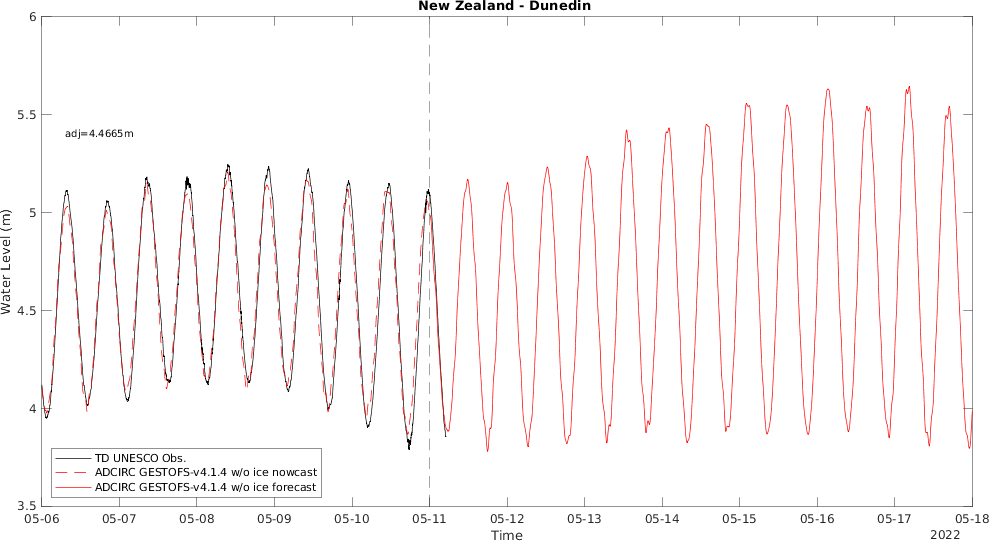 New Zealand - Dunedin
6
5.5
5
4.5
4
3.5
Water Level (m)
adj=4.4665m
TD UNESCO Obs.
ADCIRC GESTOFS-v4.1.4 w/o ice nowcast
ADCIRC GESTOFS-v4.1.4 w/o ice forecast
05-06 05-07 05-08 05-09 05-10 05-11 05-12 05-13 05-14 05-15 05-16 05-17 05-18
Time
2022